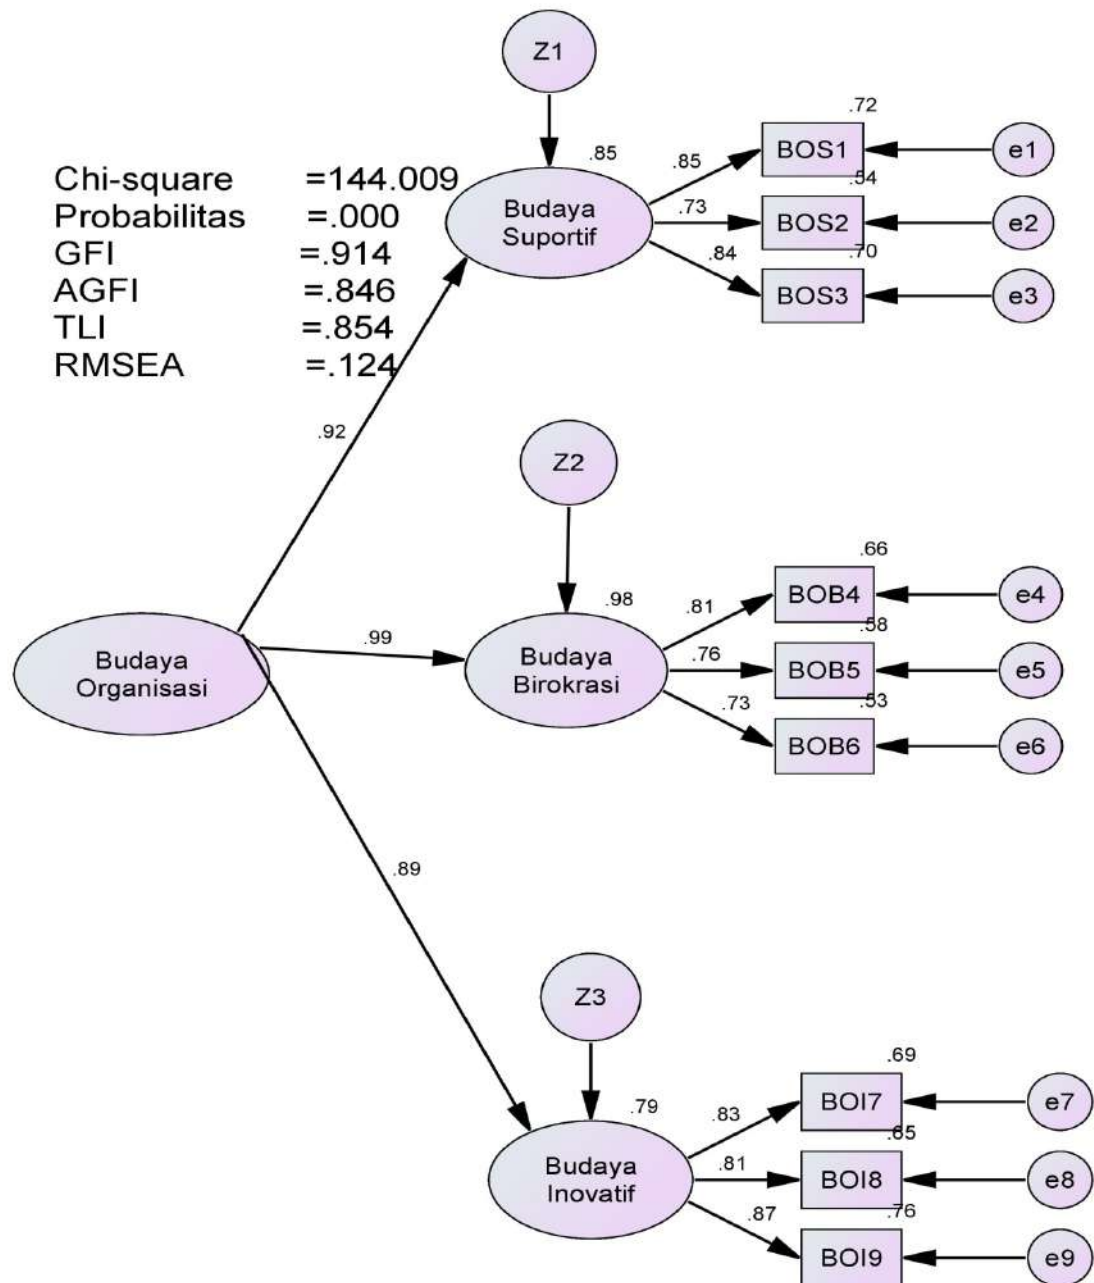 Z1
Chi-square =144.009
Probabilitas =.000
GFI =.914
AGFI =.846
TLI =.854
RMSEA =.124
.85
Budaya
Suportif
.85
.73
.84
.72
BOS1
e1
.54
BOS2
e2
.70
BOS3
e3
.92
Z2
.99
.98
Budaya
Birokrasi
.81
.76
.73
.66
BOB4
e4
.58
BOB5
e5
.53
BOB6
e6
Budaya
Organisasi
.89
Z3
.79
Budaya
Inovatif
.83
.81
.87
.69
BOI7
e7
.65
BOI8
e8
.76
BOI9
e9